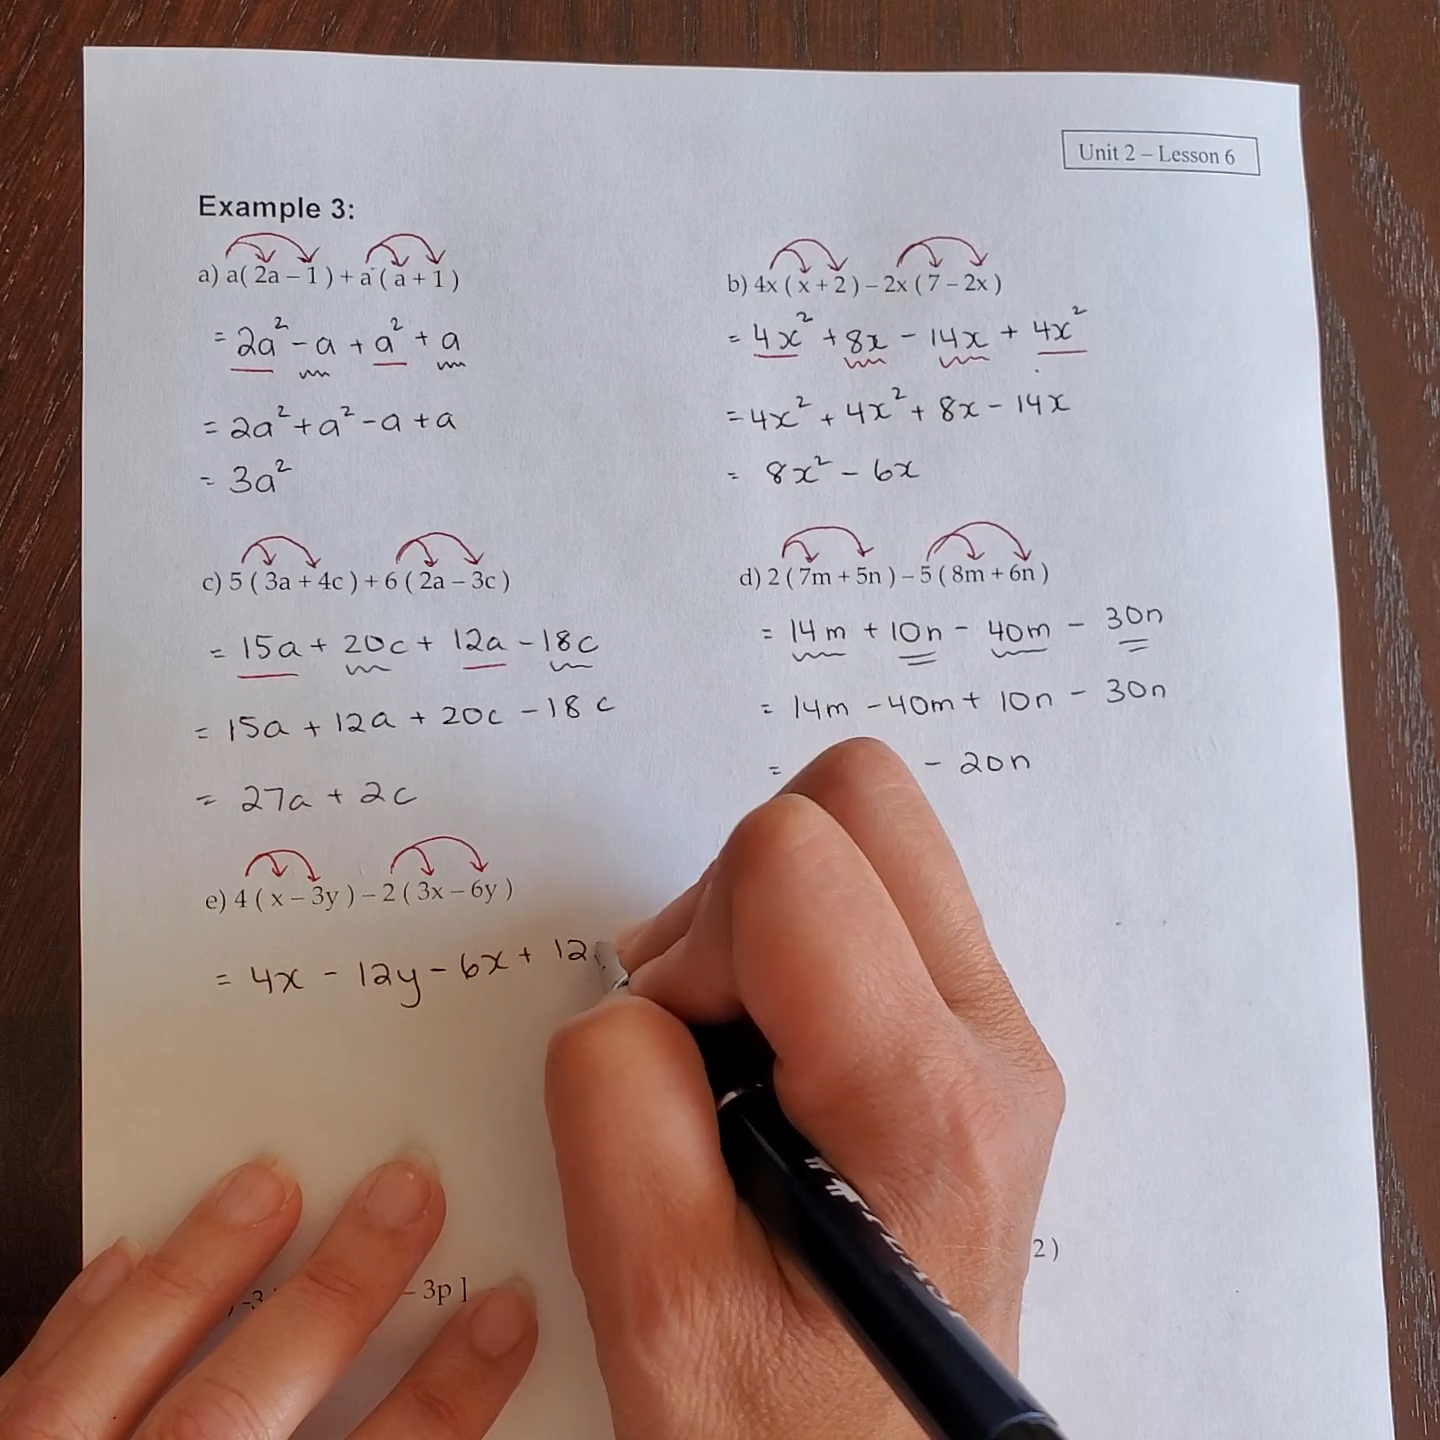 Unit 2 – Lesson 6
Example 3:
a) a( 2a – 1 ) + a ( a + 1 )
= 2a² - a + a² + a
= 2a² + a² - a + a
= 3a²
b) 4x ( x + 2 ) – 2x ( 7 – 2x )
= 4x² + 8x - 14x + 4x²
= 4x² + 4x² + 8x - 14x
= 8x² - 6x
c) 5 ( 3a + 4c ) + 6 ( 2a – 3c )
= 15a + 20c + 12a - 18c
= 15a + 12a + 20c - 18c
= 27a + 2c
d) 2 ( 7m + 5n ) – 5 ( 8m + 6n )
= 14m + 10n - 40m - 30n
= 14m - 40m + 10n - 30n
= - 20n
e) 4 ( x – 3y ) – 2 ( 3x – 6y )
= 4x - 12y - 6x + 12
2 )
– 3p ]